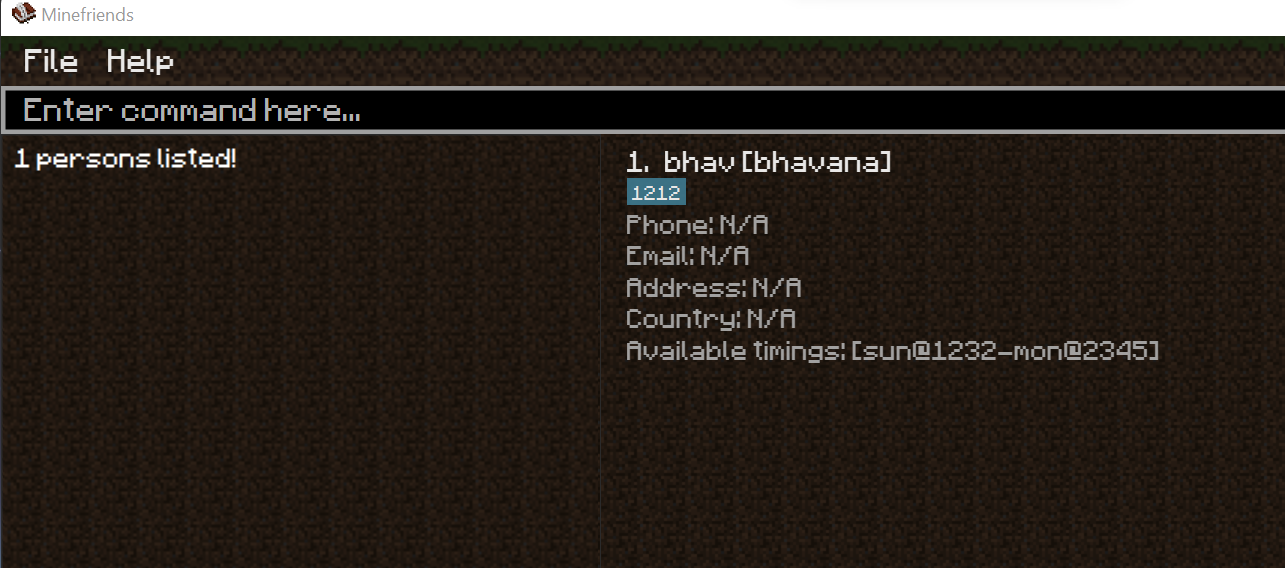 Minefriends
File Help
Enter command here...
1 persons listed!
1. bhav [bhavana]
1212
Phone: N/A
Email: N/A
Address: N/A
Country: N/A
Available timings: [sun@1232-mon@2345]